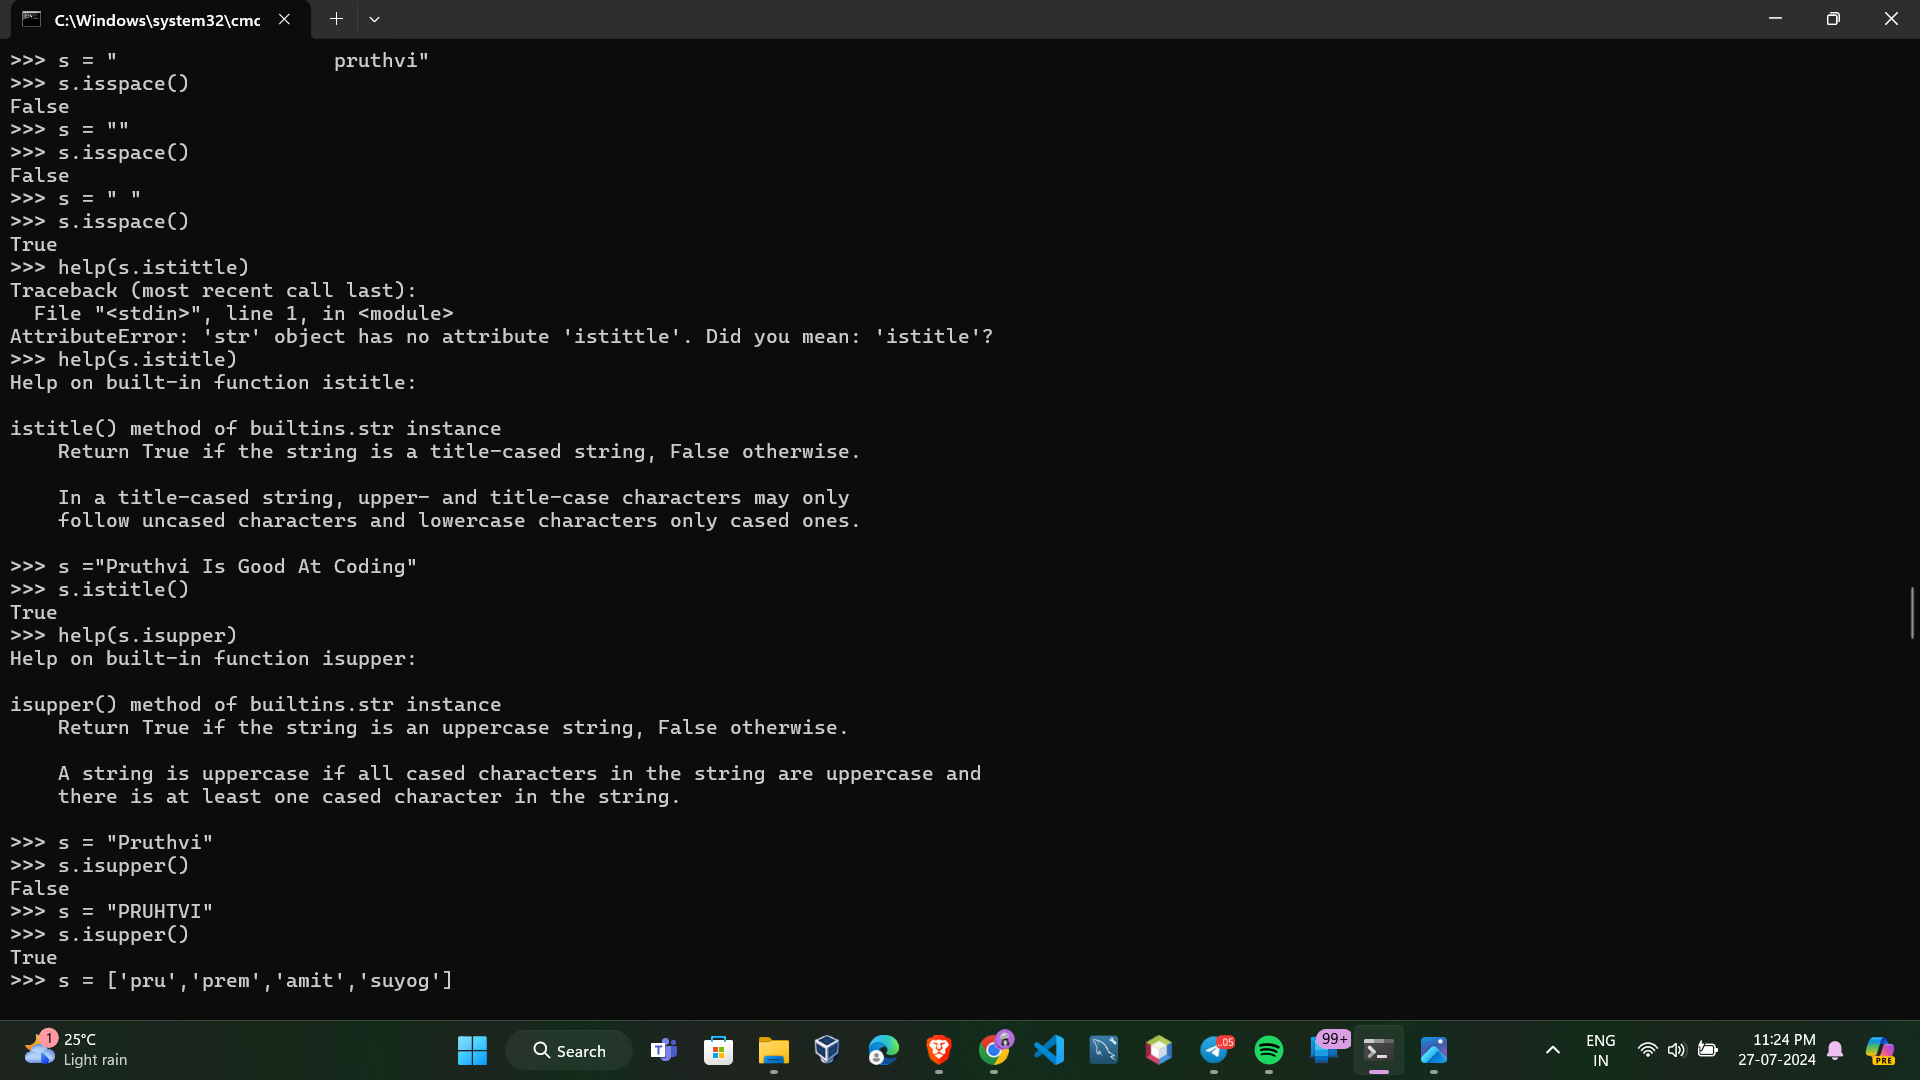 C:\Windows\system32\cmc
>>> s = "                  pruthvi"
>>> s.isspace()
False
>>> s = ""
>>> s.isspace()
False
>>> s = " "
>>> s.isspace()
True
>>> help(s.istittle)
Traceback (most recent call last):
  File "<stdin>", line 1, in <module>
AttributeError: 'str' object has no attribute 'istittle'. Did you mean: 'istitle'?
>>> help(s.istitle)
Help on built-in function istitle:

istitle() method of builtins.str instance
    Return True if the string is a title-cased string, False otherwise.

    In a title-cased string, upper- and title-case characters may only
    follow uncased characters and lowercase characters only cased ones.

>>> s ="Pruthvi Is Good At Coding"
>>> s.istitle()
True
>>> help(s.isupper)
Help on built-in function isupper:

isupper() method of builtins.str instance
    Return True if the string is an uppercase string, False otherwise.

    A string is uppercase if all cased characters in the string are uppercase and
    there is at least one cased character in the string.

>>> s = "Pruthvi"
>>> s.isupper()
False
>>> s = "PRUHTVI"
>>> s.isupper()
True
>>> s = ['pru','prem','amit','suyog']
1
25°C
Light rain
Search
..05
99+
ENG
IN
11:24 PM
27-07-2024
PRE